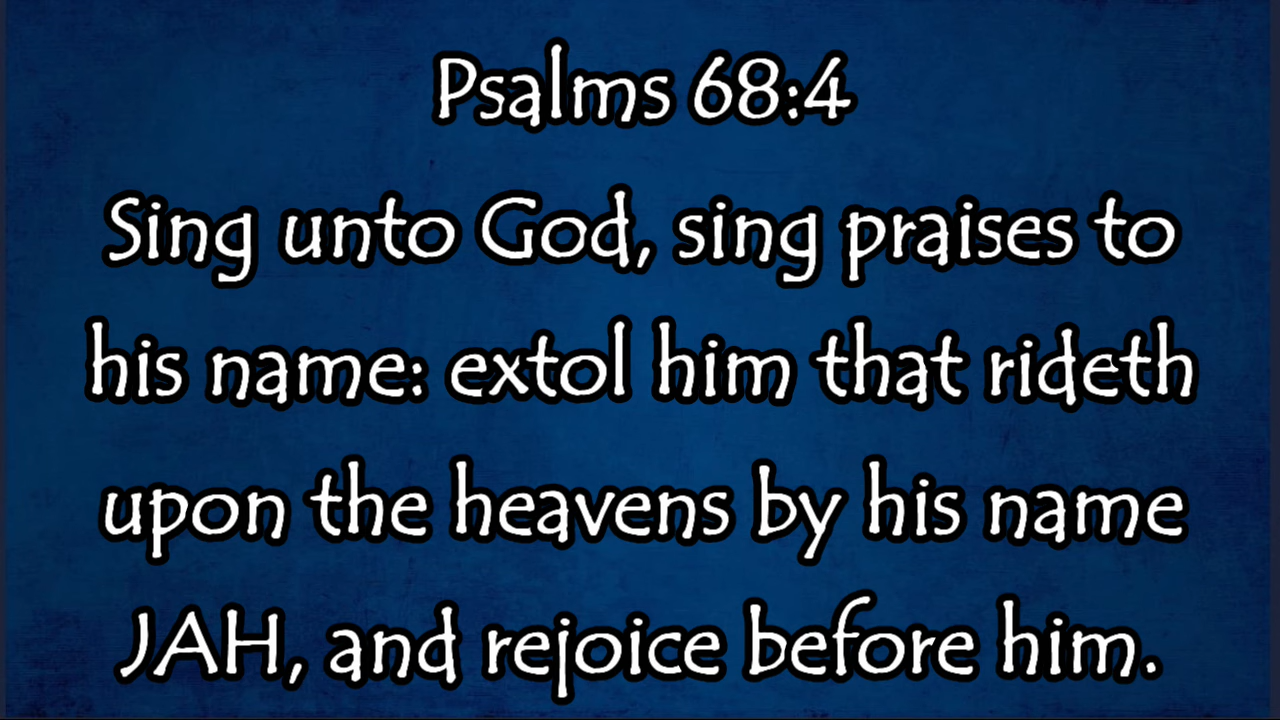 Psalms 68:4
Sing unto God, sing praises to
his name: extol him that rideth
upon the heavens by his name
JAH, and rejoice before him.